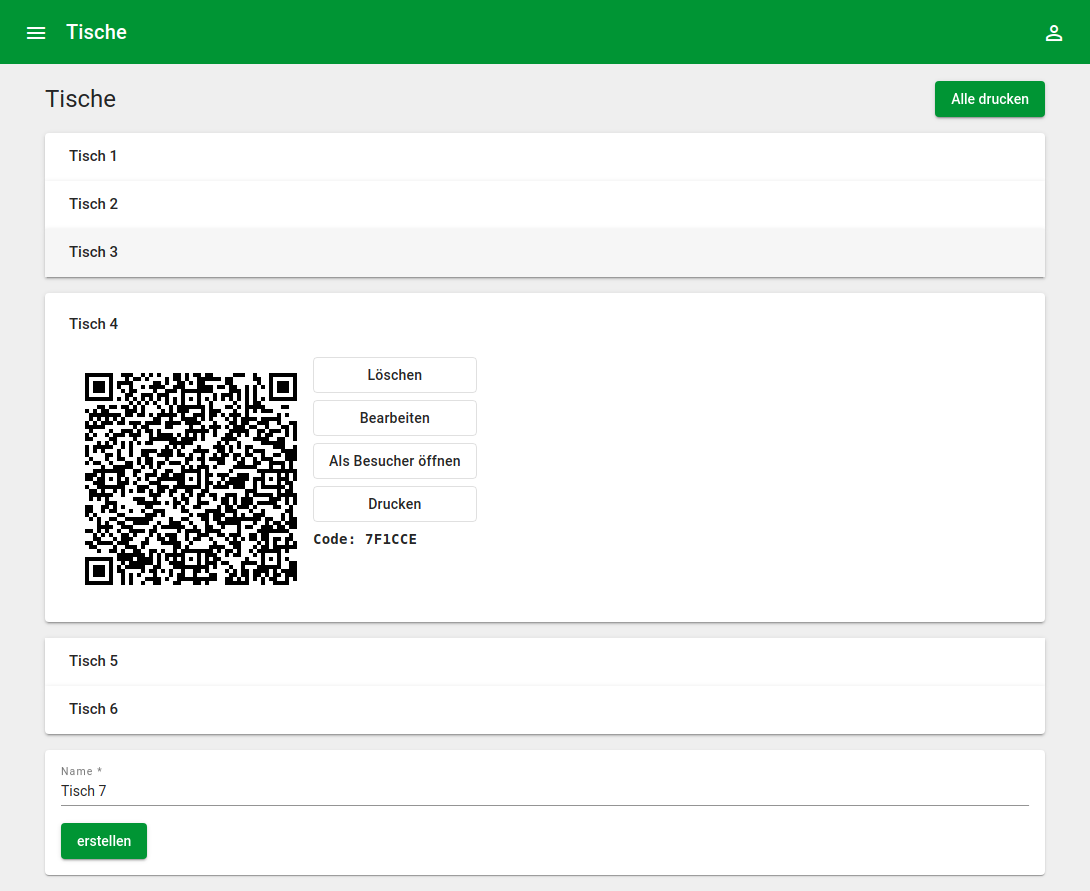 Tische
Tische
Alle drucken
Tisch 1
Tisch 2
Tisch 3
Tisch 4
Löschen
Bearbeiten
Als Besucher öffnen
Drucken
Code: 7F1CCE
Tisch 5
Tisch 6
Name *
Tisch 7
erstellen